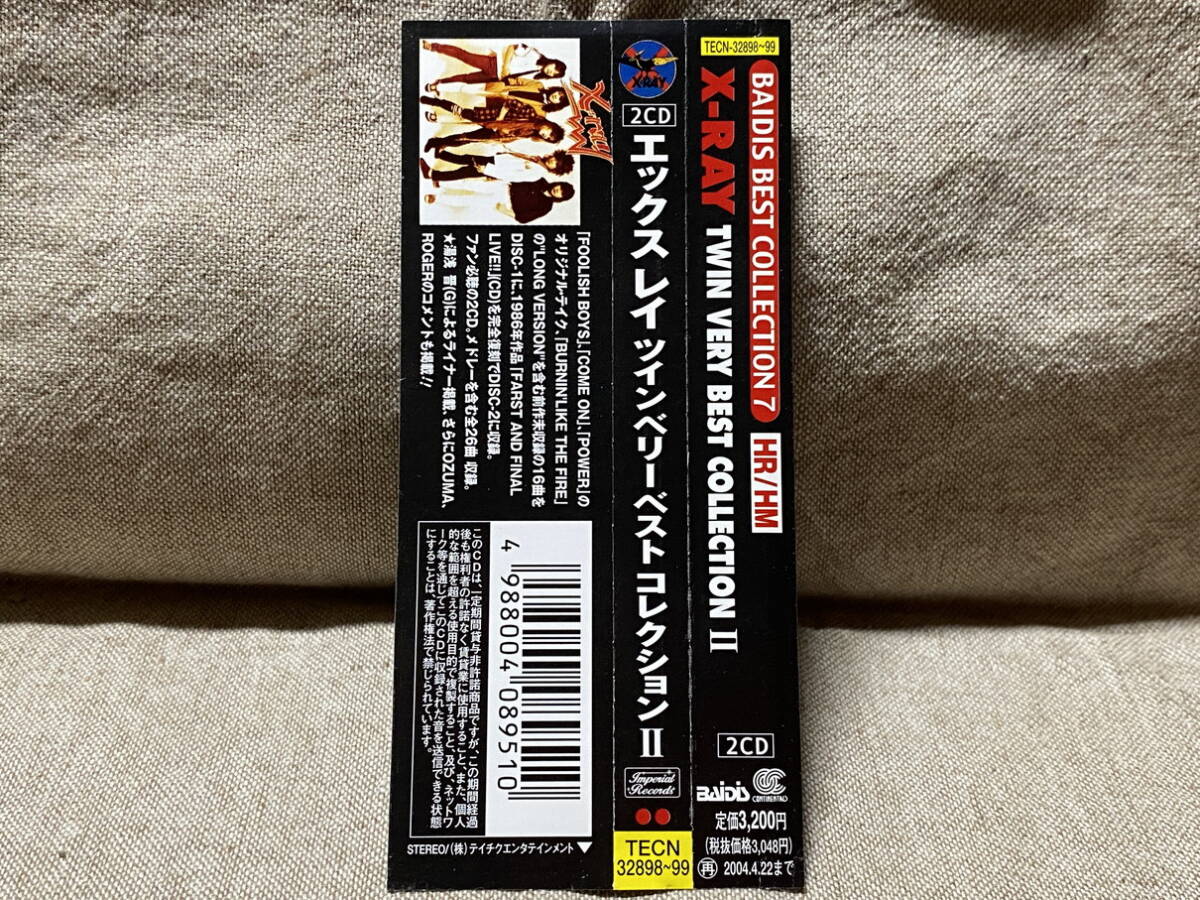 TECN-32898~99
BAIDIS BEST COLLECTION 7 HR/HM
X-RAY TWIN VERY BEST COLLECTION II
2CD
BAIDIS
CONTINENTAL
定価3,200円
(税抜価格3,048円)
再 2004.4.22まで
X-RAY
2CD
エックスレイ ツインベリーベストコレクションII
Imperial
Records
TECN
32898~99
X-RAY
「FOOLISH BOYS」、「COME ON」、「POWER」の
オリジナル・テイク、「BURNIN'LIKE THE FIRE」
の"LONG VERSION"を含む前作未収録の16曲を
DISC-1に、1986年作品「FARST AND FINAL
LIVE!!」(CD)を完全復刻でDISC-2に収録。
ファン必聴の2CD。メドレーを含む全26曲 収録。
★湯浅 晋(G)によるライナー掲載、さらにOZUMA、
ROGERのコメントも掲載!!
4 988004 089510
このCDは、一定期間貸与非許諾商品ですが、この期間経過
後も権利者の許諾なく賃貸業に使用すること、また、個人
的な範囲を超える使用目的で複製すること、及び、ネットワ
ーク等を通じてこのCDに収録された音を送信できる状態
にすることは、著作権法で禁じられています。
STEREO/(株)テイチクエンタテインメント ▼